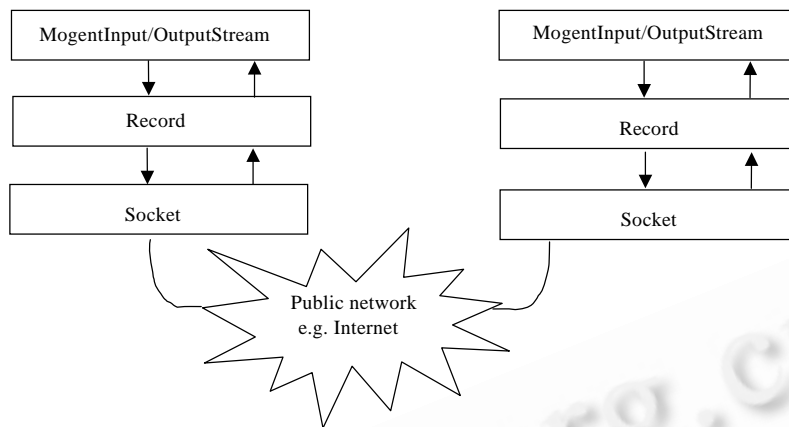 MogentInput/OutputStream
Record
Socket
MogentInput/OutputStream
Record
Socket
Public network
e.g. Internet